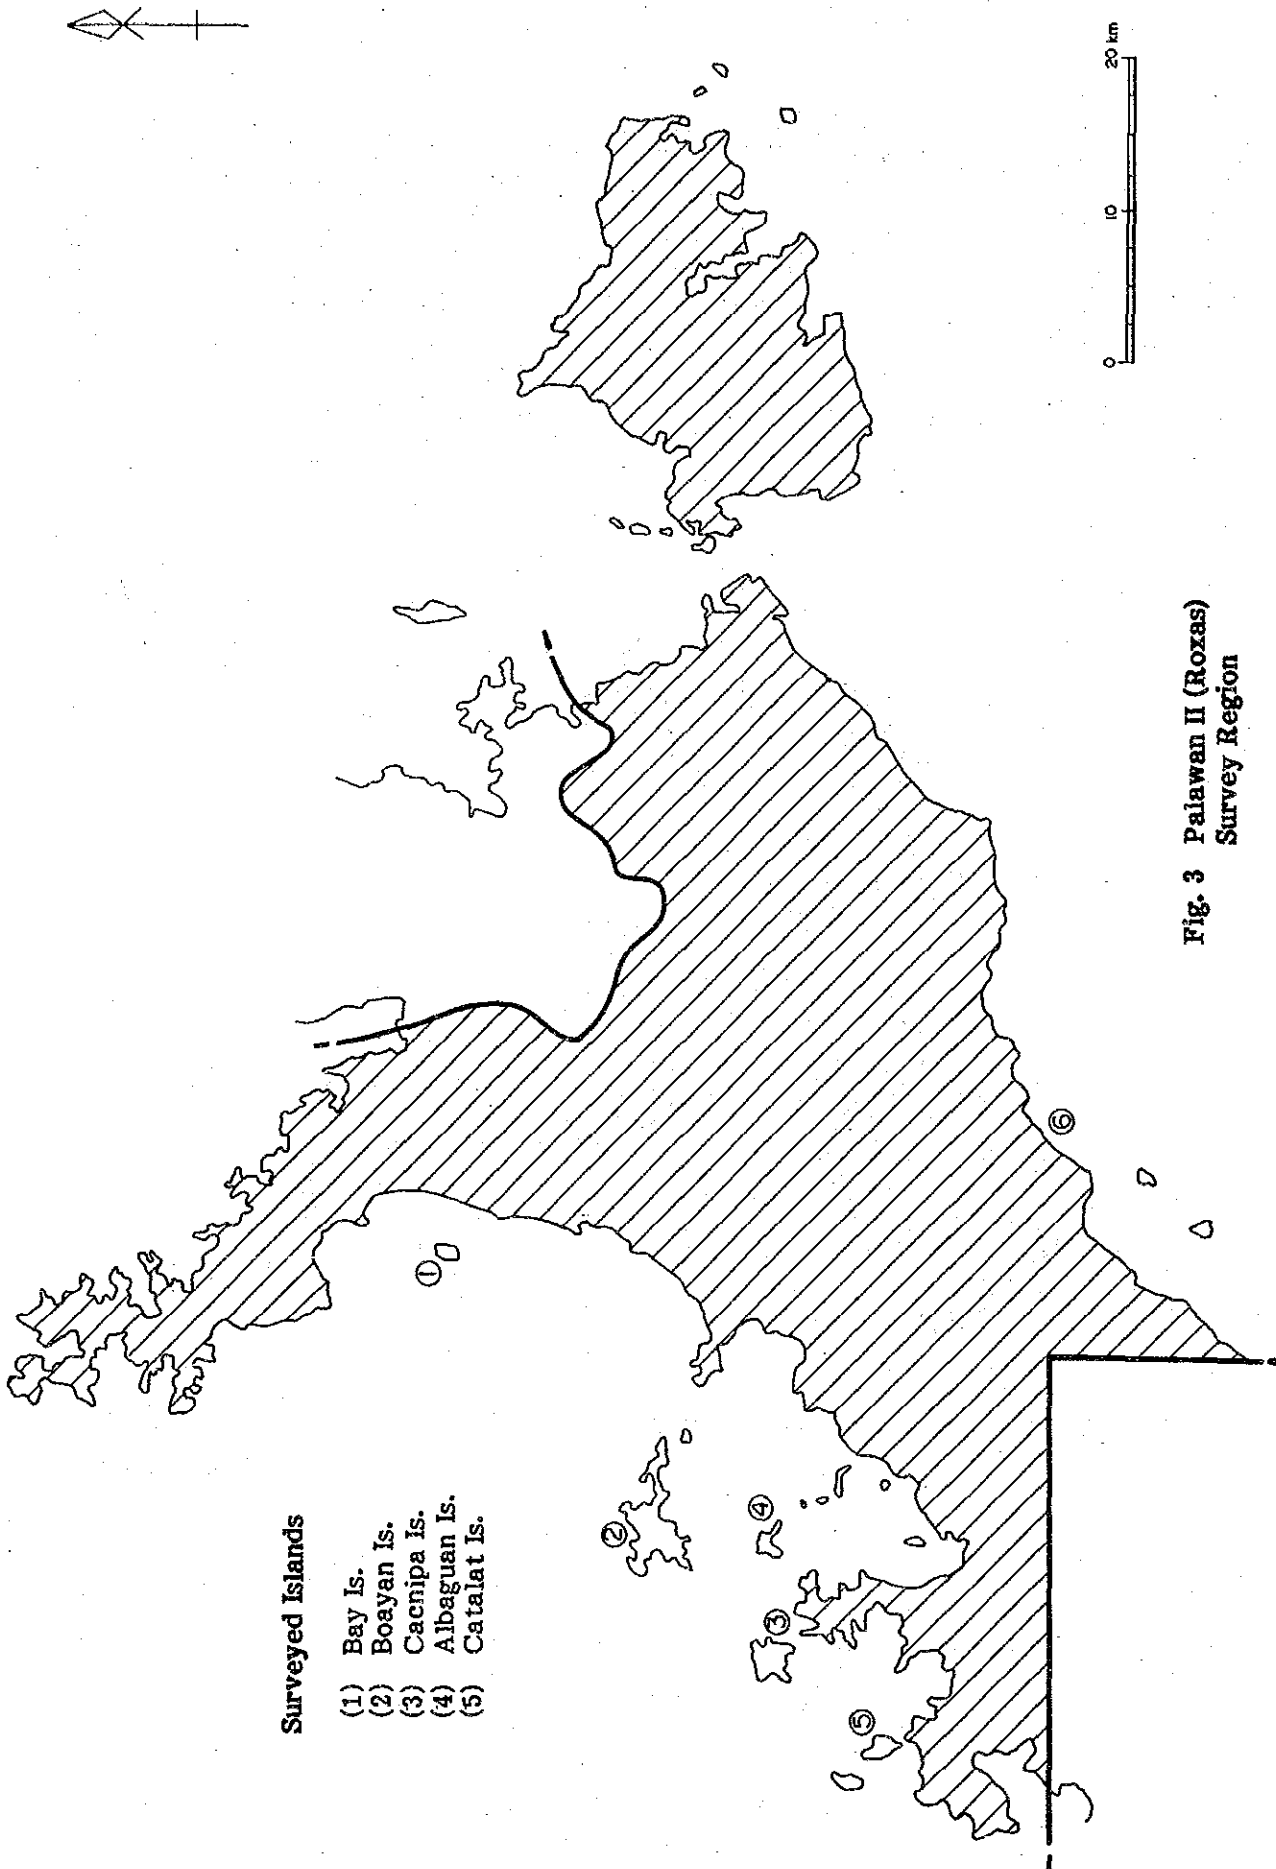 Surveyed Islands
(1) Bay Is.
(2) Boayan Is.
(3) Cacnipa Is.
(4) Albaguan Is.
(5) Catalat Is.
①
②
③
④
⑤
⑥
0 10 20 km
Fig. 3 Palawan II (Roxas)
Survey Region